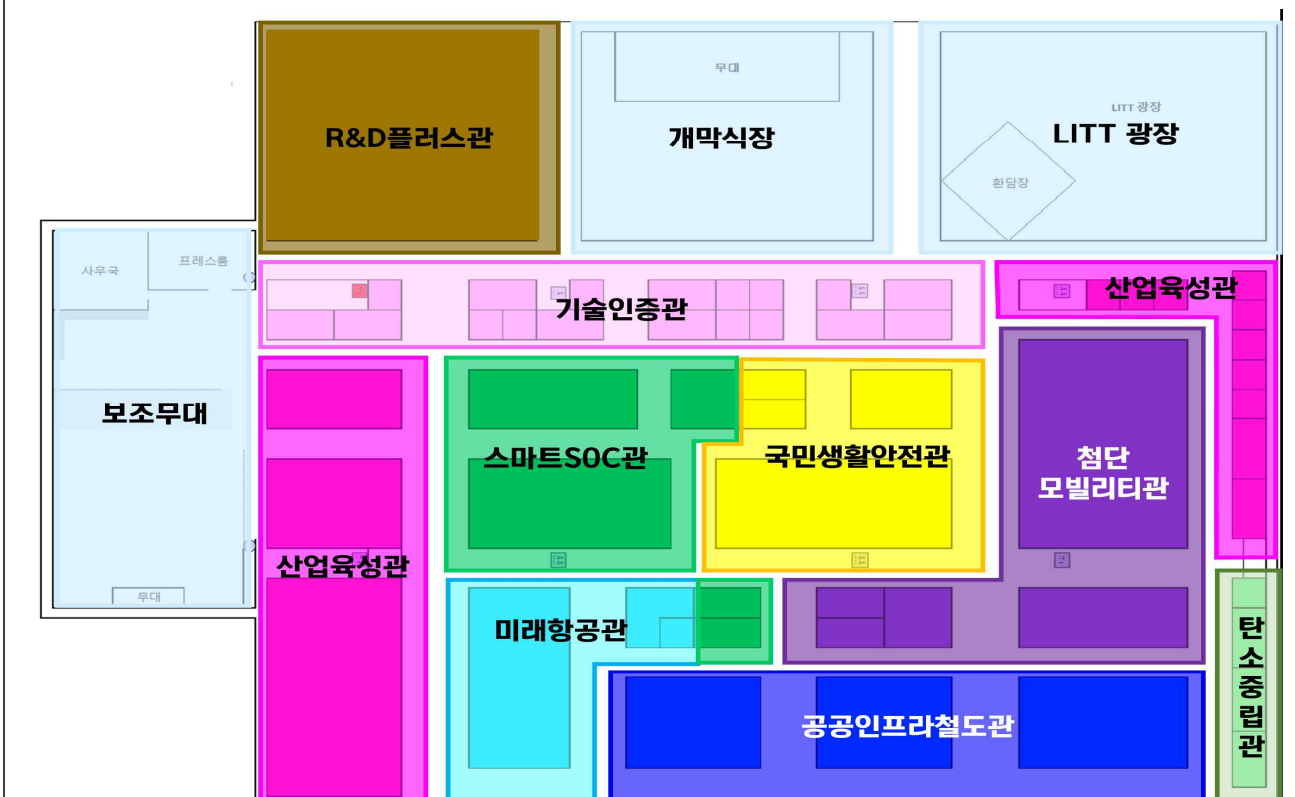 무대
R&D플러스관
개막식장
LITT 광장
LITT 광장
환담장
사무국
프레스룸
기술인증관
산업육성관
보조무대
스마트SOC관
국민생활안전관
첨단
모빌리티관
산업육성관
무대
미래항공관
탄소중립관
공공인프라철도관